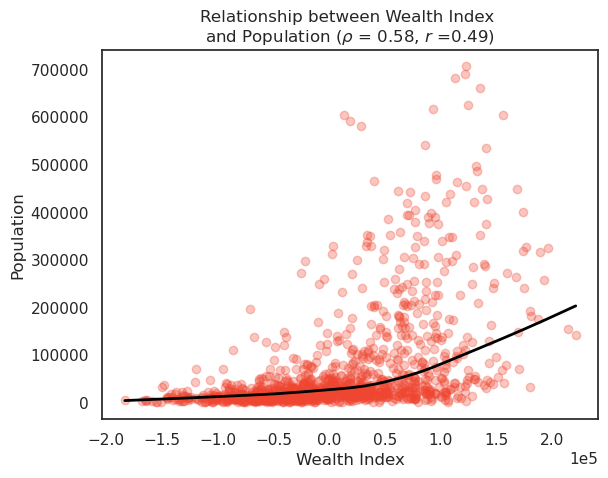 Relationship between Wealth Index
and Population (ρ = 0.58, r =0.49)
Population
700000
600000
500000
400000
300000
200000
100000
0
−2.0 −1.5 −1.0 −0.5 0.0 0.5 1.0 1.5 2.0
1e5
Wealth Index